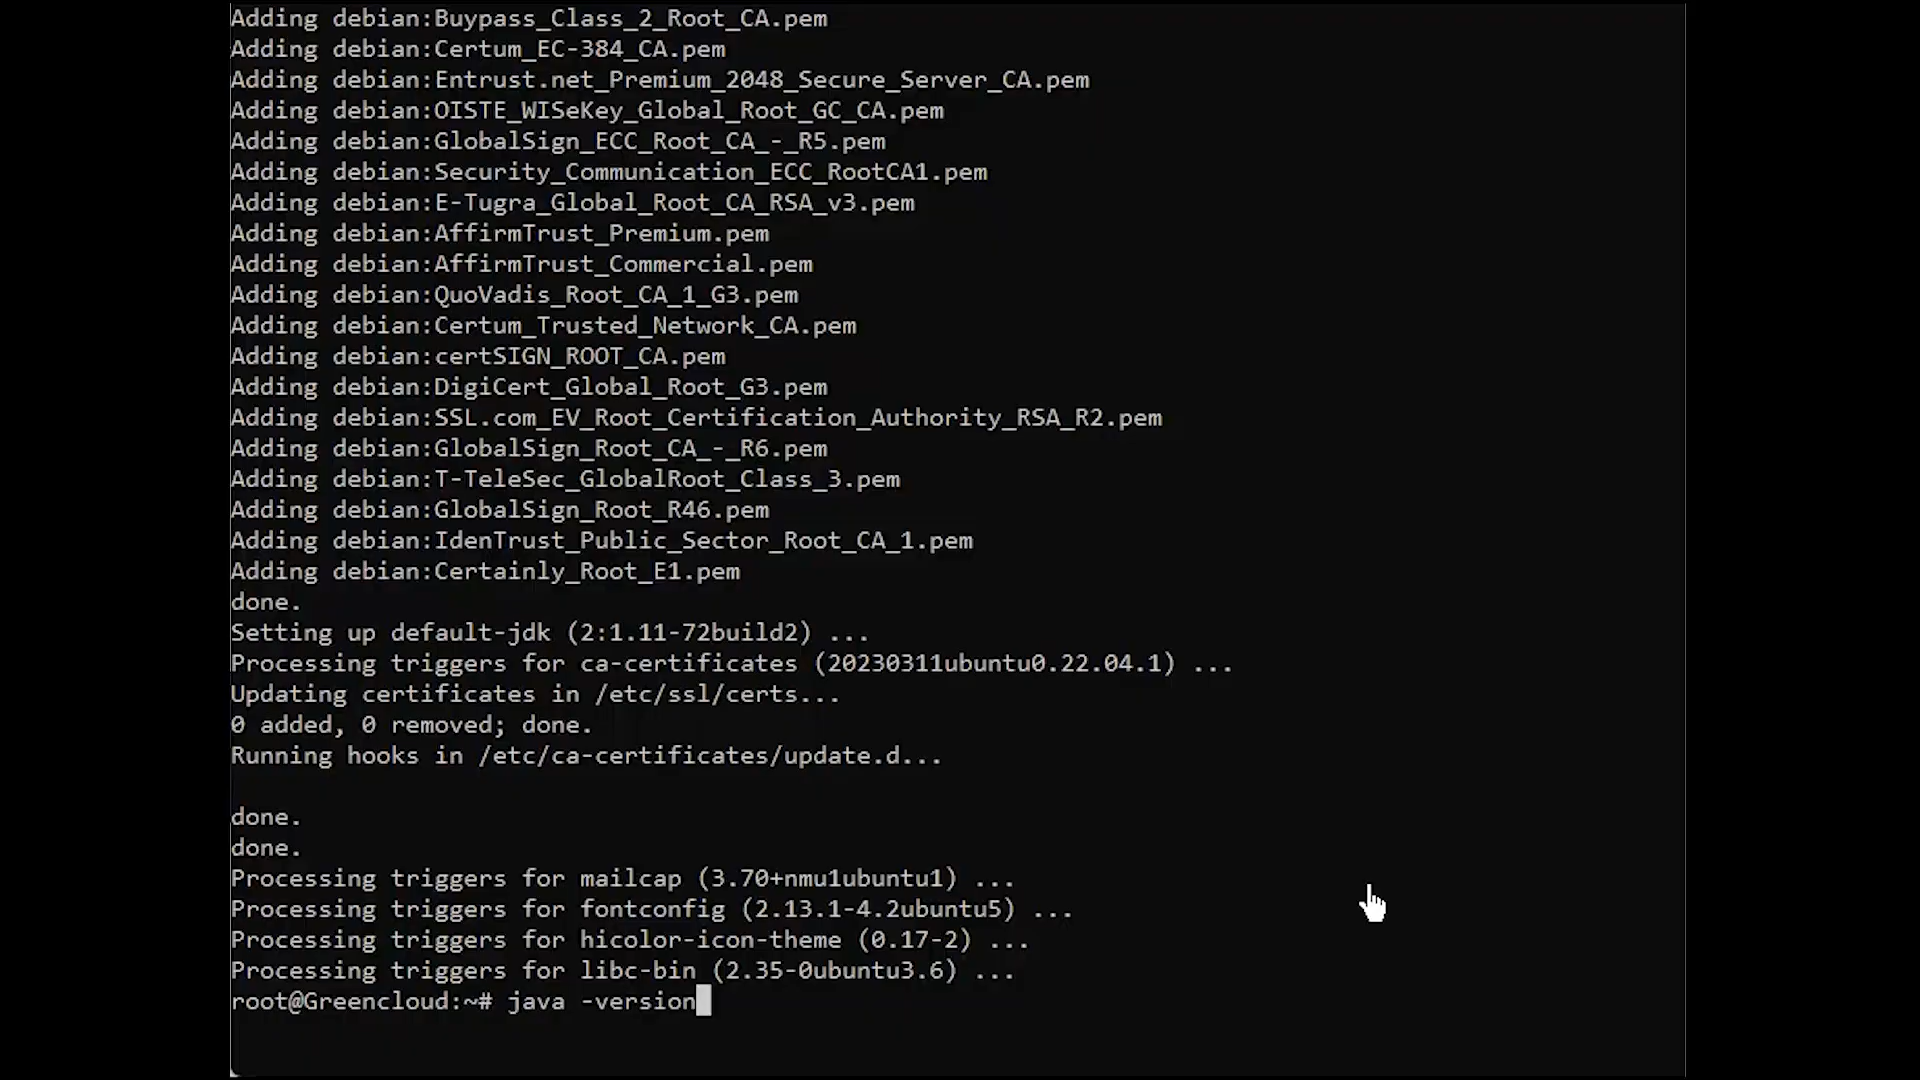 Adding debian:Buypass_Class_2_Root_CA.pem
Adding debian:Certum_EC-384_CA.pem
Adding debian:Entrust.net_Premium_2048_Secure_Server_CA.pem
Adding debian:OISTE_WISeKey_Global_Root_GC_CA.pem
Adding debian:GlobalSign_ECC_Root_CA_-_R5.pem
Adding debian:Security_Communication_ECC_RootCA1.pem
Adding debian:E-Tugra_Global_Root_CA_RSA_v3.pem
Adding debian:AffirmTrust_Premium.pem
Adding debian:AffirmTrust_Commercial.pem
Adding debian:QuoVadis_Root_CA_1_G3.pem
Adding debian:Certum_Trusted_Network_CA.pem
Adding debian:certSIGN_ROOT_CA.pem
Adding debian:DigiCert_Global_Root_G3.pem
Adding debian:SSL.com_EV_Root_Certification_Authority_RSA_R2.pem
Adding debian:GlobalSign_Root_CA_-_R6.pem
Adding debian:T-TeleSec_GlobalRoot_Class_3.pem
Adding debian:GlobalSign_Root_R46.pem
Adding debian:IdenTrust_Public_Sector_Root_CA_1.pem
Adding debian:Certainly_Root_E1.pem
done.
Setting up default-jdk (2:1.11-72build2) ...
Processing triggers for ca-certificates (20230311ubuntu0.22.04.1) ...
Updating certificates in /etc/ssl/certs...
0 added, 0 removed; done.
Running hooks in /etc/ca-certificates/update.d...
done.
done.
Processing triggers for mailcap (3.70+nmu1ubuntu1) ...
Processing triggers for fontconfig (2.13.1-4.2ubuntu5) ...
Processing triggers for hicolor-icon-theme (0.17-2) ...
Processing triggers for libc-bin (2.35-0ubuntu3.6) ...
root@Greencloud:~# java -version